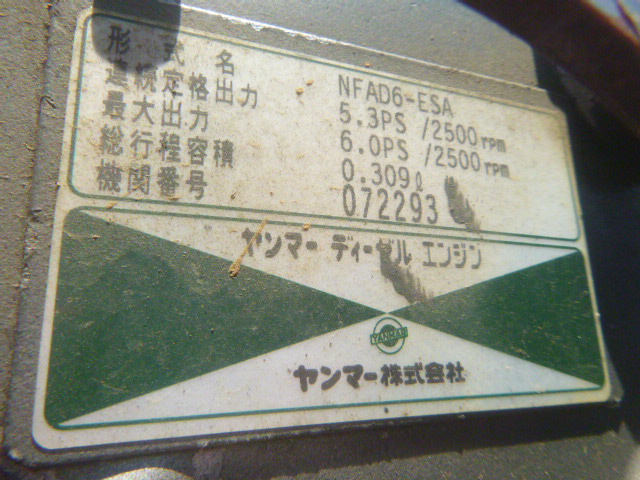 形式名 NFAD6-ESA
連続定格出力 5.3PS /2500rpm
最大出力 6.0PS /2500rpm
総行程容積 0.309ℓ
機関番号 072293
ヤンマー ディーゼル エンジン
YANMAR
ヤンマー株式会社